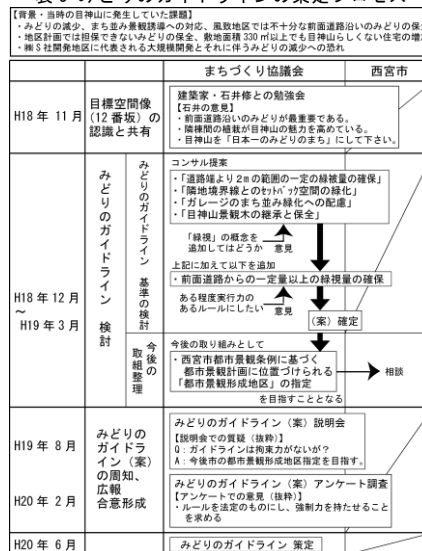 【背景・当時の目神山に発生していた課題】
・みどりの減少、まち並み景観誘導への対応、風致地区では不十分な前面道路沿いのみどりの保全
・地区計画では担保できないみどりの保全、敷地面積 330 ㎡以上でも目神山らしくない住宅の増
・㈱S社開発地区に代表される大規模開発とそれに伴うみどりの減少への恐れ
まちづくり協議会
西宮市
H18 年 11 月
目標空間像
（12 番坂）の
認識と共有
建築家・石井修との勉強会
【石井の意見】
・前面道路沿いのみどりが最重要である。
・隣棟間の植栽が目神山の魅力を高めている。
・目神山を「日本一のみどりのまち」にして下さい。
H18 年 12 月
～
H19 年 3 月
みどりのガイドライン 検討
みどりのガイドライン 基準の検討
コンサル提案
・「道路端より2mの範囲の一定の緑被量の確保」
・「隣地境界線とのセットバック空間の緑化」
・「ガレージのまち並み緑化への配慮」
・「目神山景観木の継承と保全」
「緑視」の概念を
追加してはどうか
意見
上記に加えて以下を追加
・前面道路からの一定量以上の緑視量の確保
ある程度実行力の
あるルールにしたい
意見
（案）確定
今後の
取組整理
今後の取り組みとして
・西宮市都市景観条例に基づく
都市景観計画に位置づけられる
「都市景観形成地区」の指定
を目指すこととなる
相談
H19 年 8 月
H20 年 2 月
みどりの
ガイドラ
イン（案）
の周知、
広報
合意形成
みどりのガイドライン（案）説明会
【説明会での質疑（抜粋）】
Q：ガイドラインは拘束力がないが？
A：今後市の都市景観形成地区指定を目指す。
みどりのガイドライン（案）アンケート調査
【アンケートでの意見（抜粋）】
・ルールを法定のものにし、強制力を持たせること
を求める
H20 年 6 月
みどりのガイドライン 策定